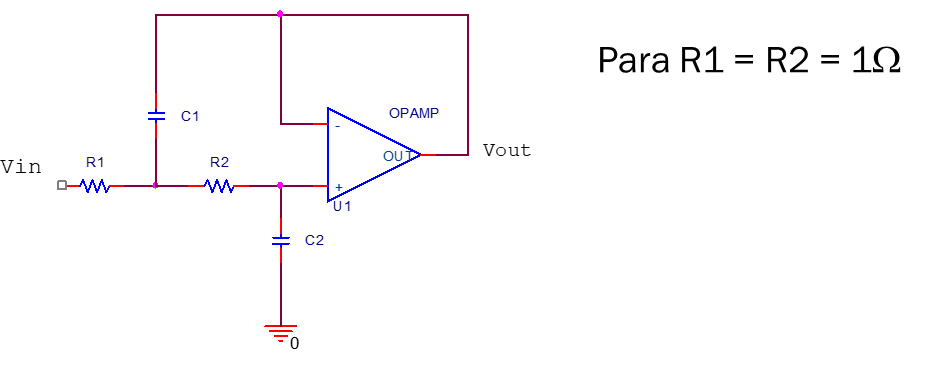 Para R1 = R2 = 1Ω
C1
OPAMP
-
OUT
Vout
Vin
R1
R2
+
U1
C2
0